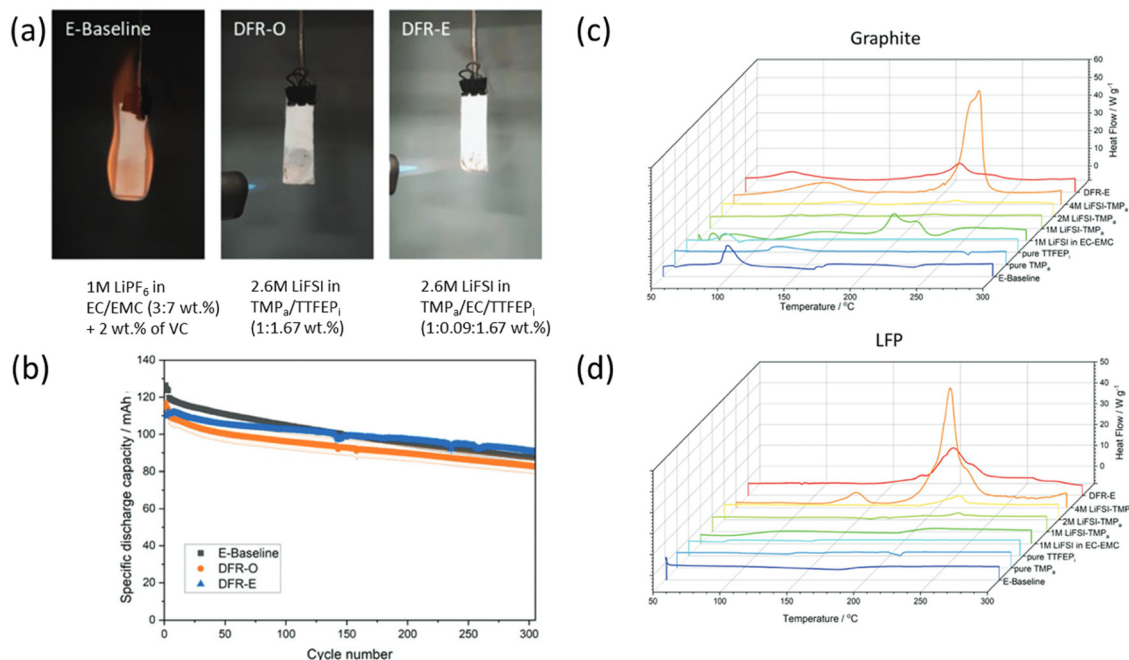 (a)
E-Baseline
DFR-O
DFR-E
1M LiPF6 in
EC/EMC (3:7 wt.%)
+ 2 wt.% of VC
2.6M LiFSI in
TMPa/TTFEPi
(1:1.67 wt.%)
2.6M LiFSI in
TMPa/EC/TTFEPi
(1:0.09:1.67 wt.%)
(b)
Specific discharge capacity / mAh
140
120
100
80
60
40
20
0
E-Baseline
DFR-O
DFR-E
0
50
100
150
200
250
300
Cycle number
(c)
Graphite
60
50
40
30
20
10
0
Heat Flow / W g-1
DFR-E
4M LiFSI-TMPa
2M LiFSI-TMPa
1M LiFSI-TMPa
1M LiFSI in EC-EMC
pure TTFEPi
pure TMPa
E-Baseline
50
100
150
200
250
300
Temperature / °C
(d)
LFP
50
40
30
20
10
0
Heat Flow / W g-1
DFR-E
4M LiFSI-TMP
2M LiFSI-TMPa
1M LiFSI-TMPa
1M LiFSI in EC-EMC
pure TTFEPi
pure TMPa
E-Baseline
50
100
150
200
250
300
Temperature / °C